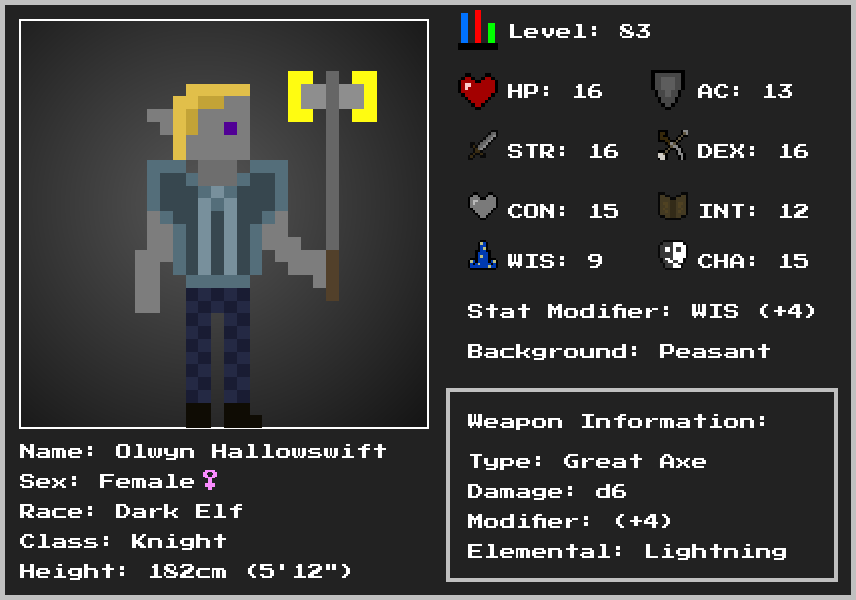 Level: 83
HP: 16
AC: 13
STR: 16
DEX: 16
CON: 15
INT: 12
WIS: 9
CHA: 15
Stat Modifier: WIS (+4)
Background: Peasant
Weapon Information:
Type: Great Axe
Damage: d6
Modifier: (+4)
Elemental: Lightning
Name: Olwyn Hallowswift
Sex: Female♀
Race: Dark Elf
Class: Knight
Height: 182cm (5'12")